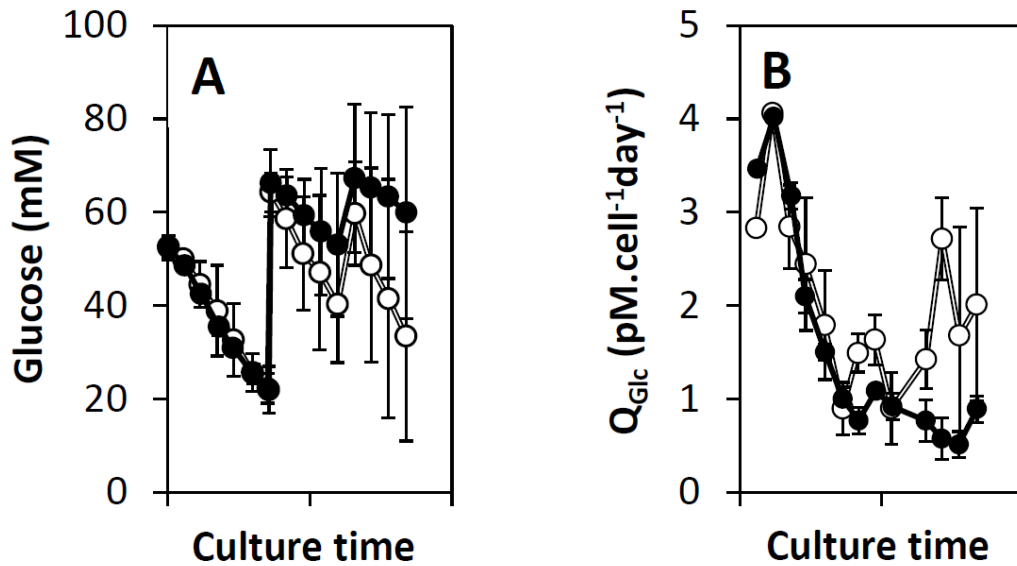 Glucose (mM)
100
80
60
40
20
0
A
Culture time
Q_Glc (pM.cell⁻¹day⁻¹)
5
4
3
2
1
0
B
Culture time